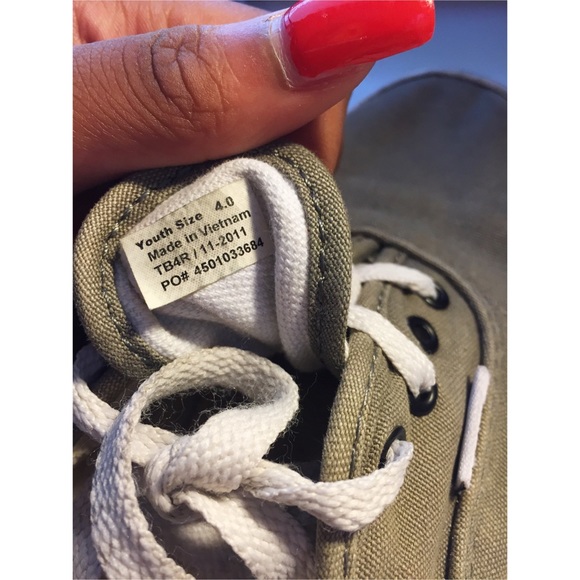 Youth Size 4.0
Made in Vietnam
TB4R / 11-2011
PO# 4501033684